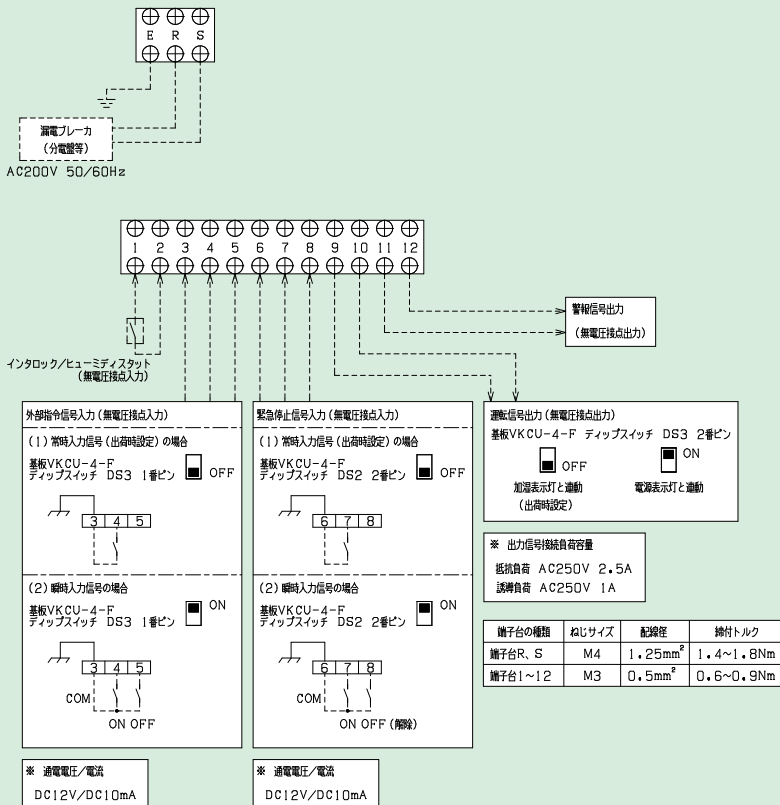 E R S
漏電ブレーカ
(分電盤等)
AC200V 50/60Hz
1 2 3 4 5 6 7 8 9 10 11 12
警報信号出力
(無電圧接点出力)
インタロック/ヒューミディスタット
(無電圧接点入力)
外部指令信号入力(無電圧接点入力)
(1)常時入力信号(出荷時設定)の場合
基板VKCU-4-F
ディップスイッチ DS3 1番ピン
OFF
3 4 5
(2)瞬時入力信号の場合
基板VKCU-4-F
ディップスイッチ DS3 1番ピン
ON
3 4 5
COM
ON OFF
※ 通電電圧/電流
DC12V/DC10mA
緊急停止信号入力(無電圧接点入力)
(1)常時入力信号(出荷時設定)の場合
基板VKCU-4-F
ディップスイッチ DS2 2番ピン
OFF
6 7 8
(2)瞬時入力信号の場合
基板VKCU-4-F
ディップスイッチ DS2 2番ピン
ON
6 7 8
COM
ON OFF(解除)
※ 通電電圧/電流
DC12V/DC10mA
運転信号出力(無電圧接点出力)
基板VKCU-4-F ディップスイッチ DS3 2番ピン
OFF ON
加湿表示灯と連動 電源表示灯と連動
(出荷時設定)
※ 出力信号接続負荷容量
抵抗負荷 AC250V 2.5A
誘導負荷 AC250V 1A
端子台の種類 ねじサイズ 配線径 締付トルク
端子台R、S M4 1.25mm² 1.4~1.8Nm
端子台1~12 M3 0.5mm² 0.6~0.9Nm